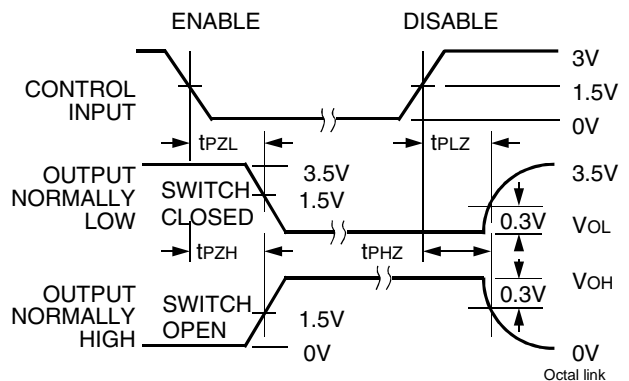 ENABLE DISABLE
3V
CONTROL
INPUT
1.5V
0V
tPZL tPLZ
OUTPUT
NORMALLY
LOW
SWITCH
CLOSED
3.5V
1.5V
3.5V
0.3V
VOL
tPZH tPHZ
OUTPUT
NORMALLY
HIGH
SWITCH
OPEN
1.5V
0V
VOH
0.3V
0V
Octal link